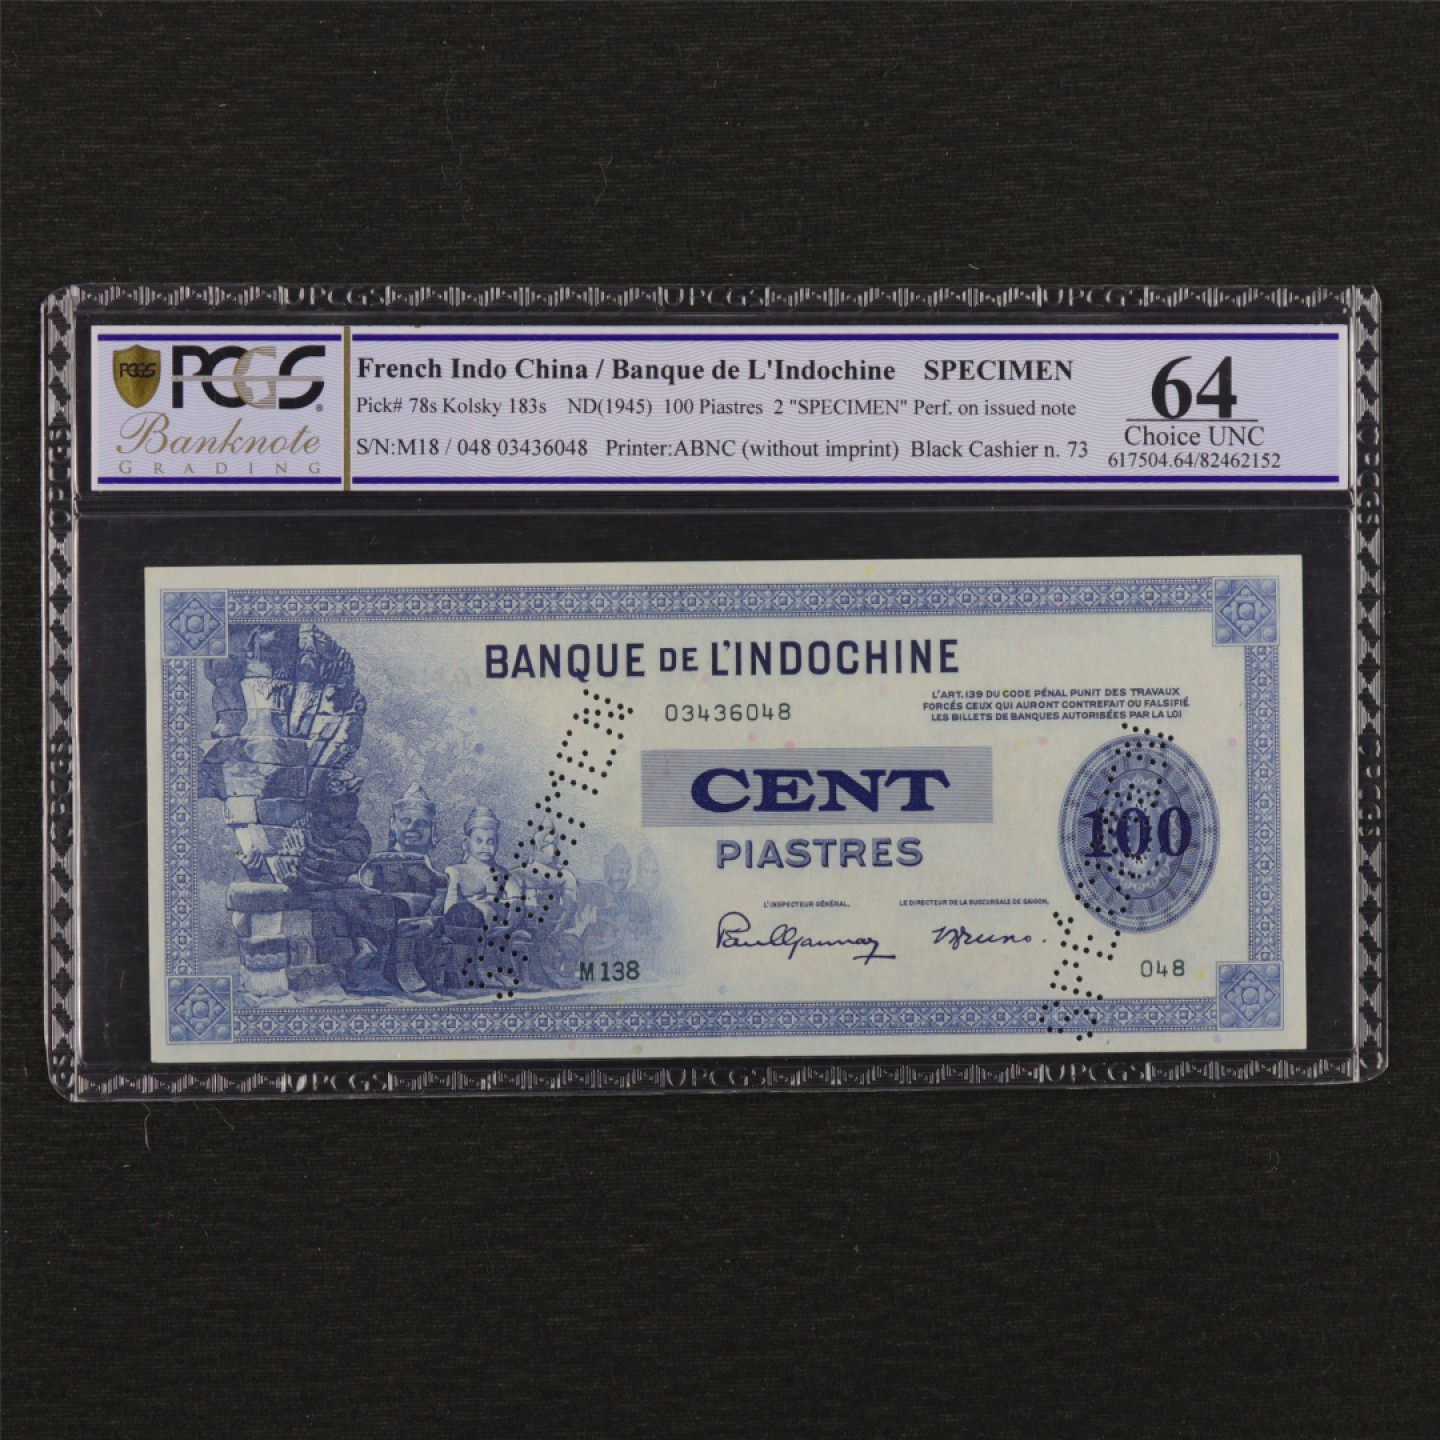 PCGS
PCGS®
Banknote
GRADING
French Indo China / Banque de L'Indochine SPECIMEN
Pick# 78s Kolsky 183s ND(1945) 100 Piastres 2 "SPECIMEN" Perf. on issued note
S/N:M18 / 048 03436048 Printer:ABNC (without imprint) Black Cashier n. 73
64
Choice UNC
617504.64/82462152
BANQUE DE L'INDOCHINE
03436048
L'ART.139 DU CODE PÉNAL PUNIT DES TRAVAUX
FORCÉS CEUX QUI AURONT CONTREFAIT OU FALSIFIÉ
LES BILLETS DE BANQUES AUTORISÉES PAR LA LOI
CENT
PIASTRES
100
L'INSPECTEUR GÉNÉRAL,
LE DIRECTEUR DE LA SUCCURSALE DE SAIGON,
M 138
048
SPECIMEN
SPECIMEN